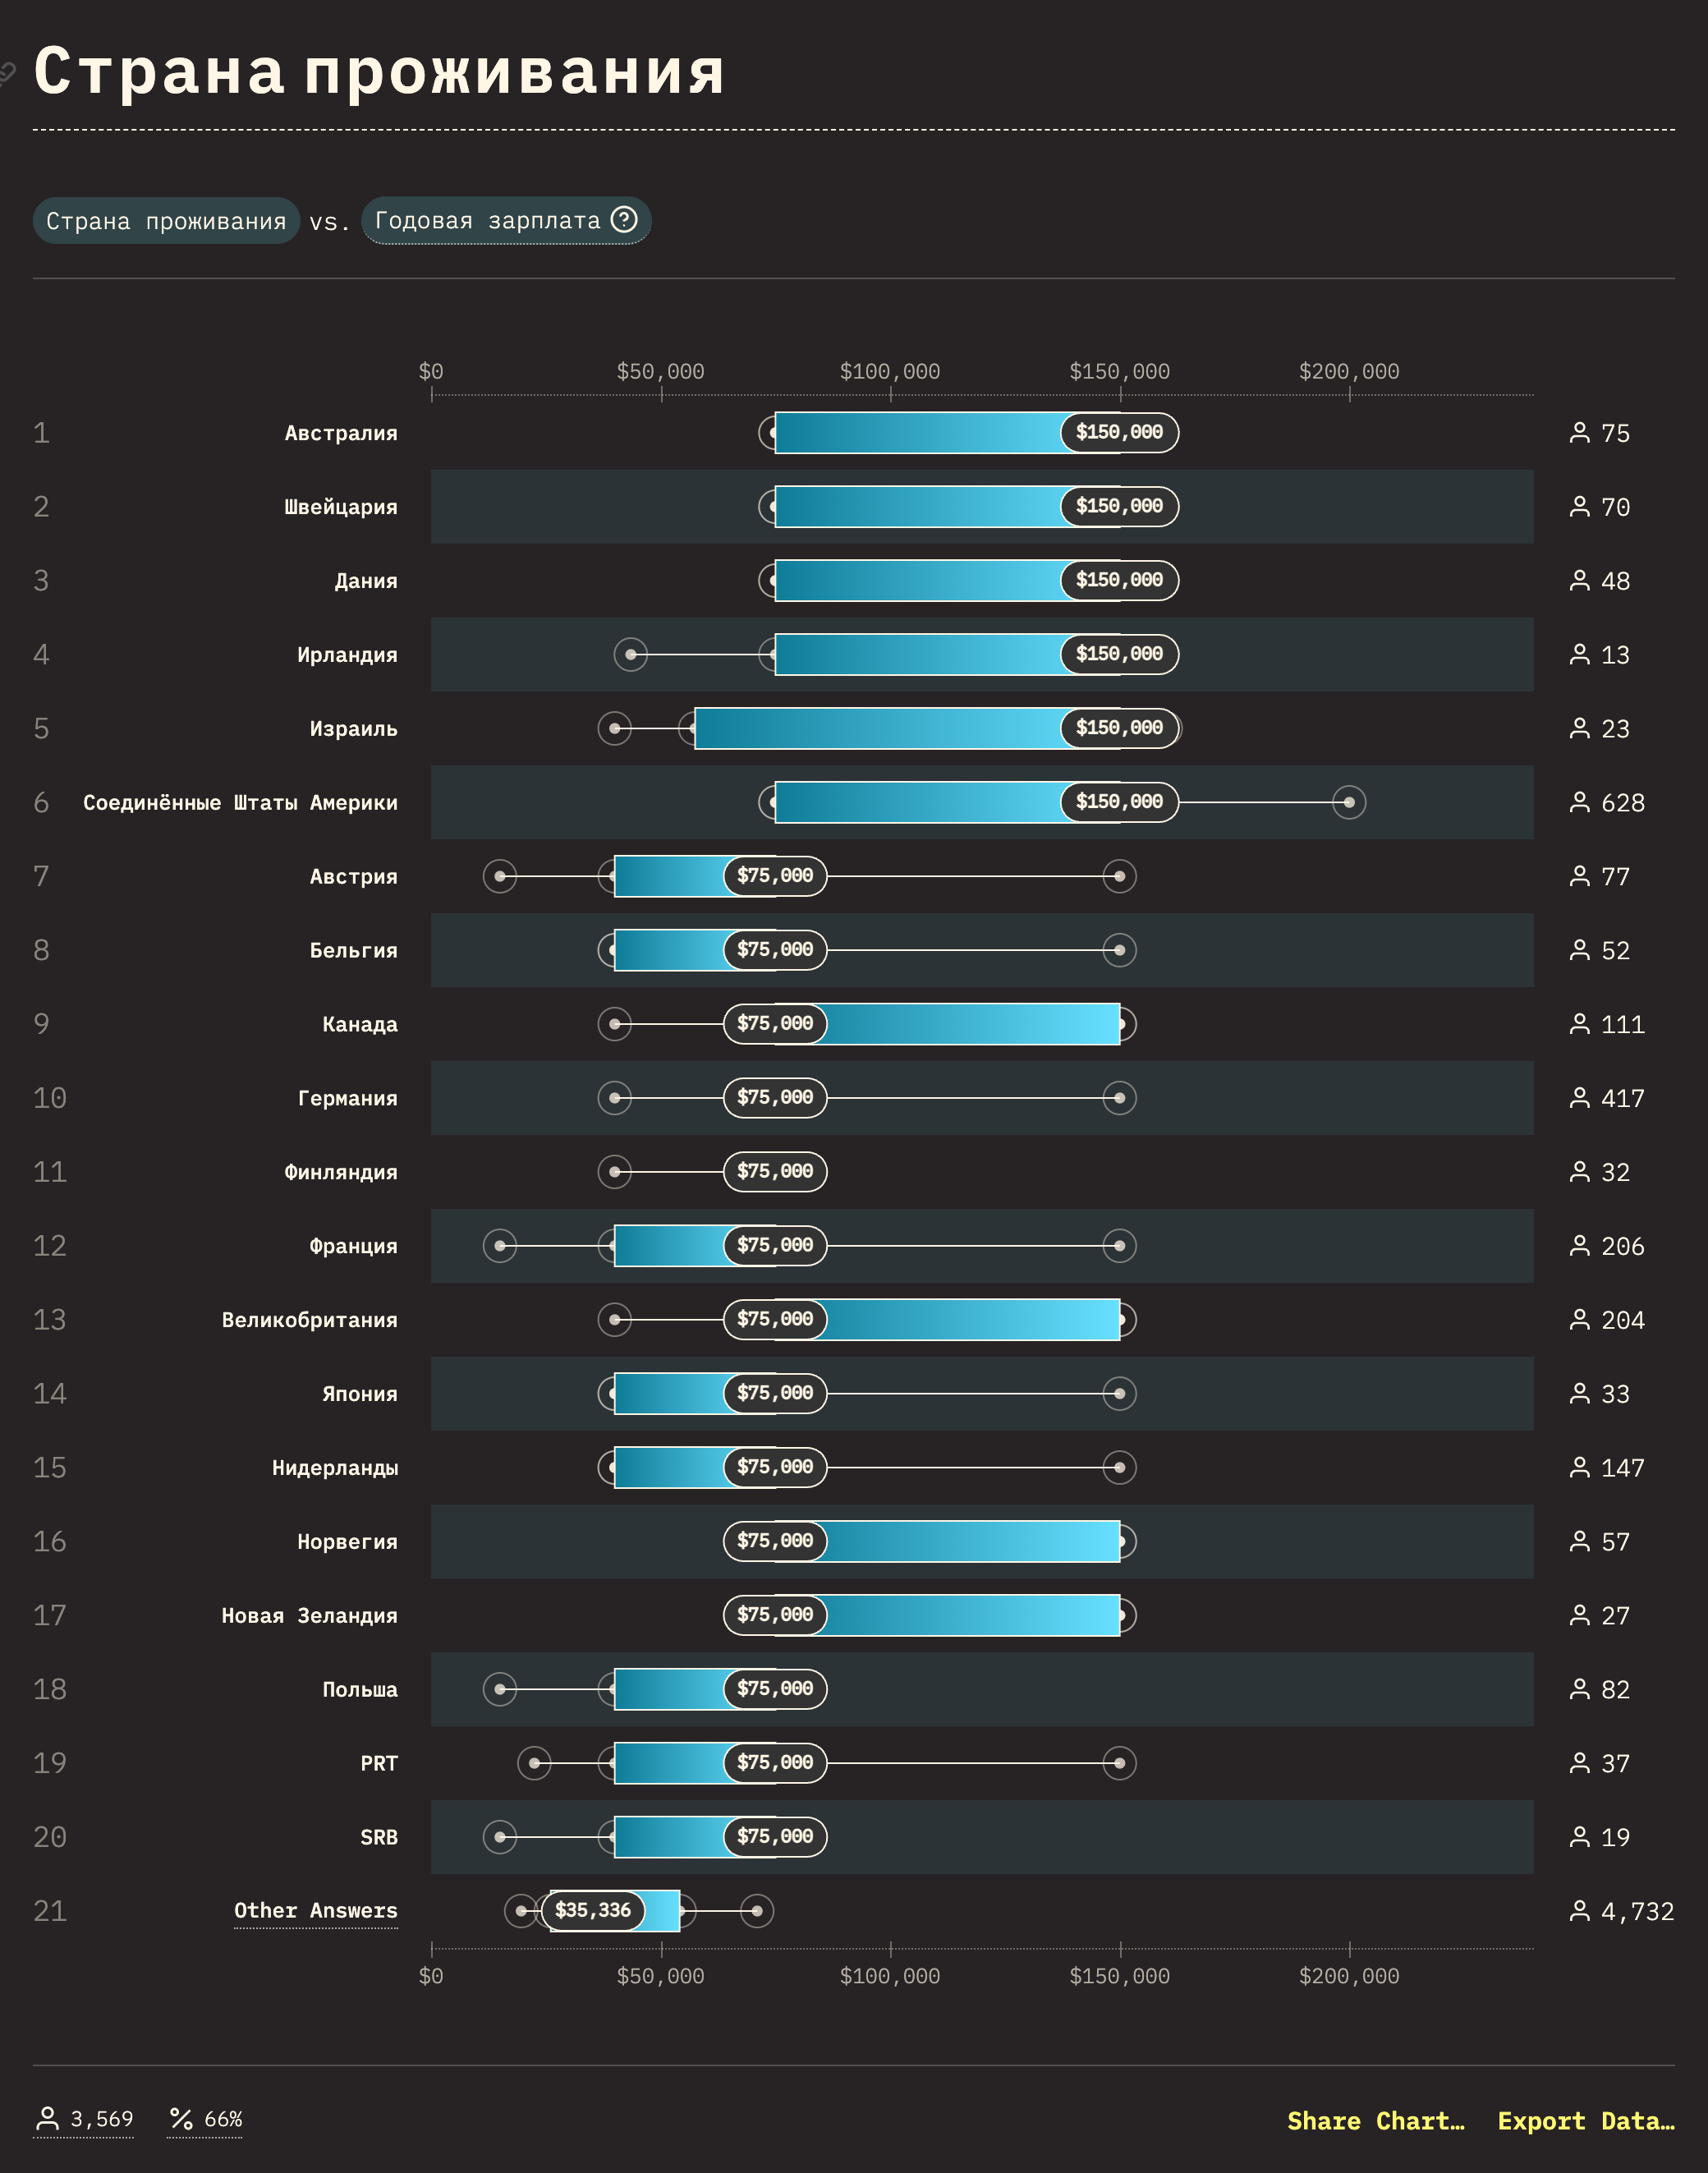 Страна проживания
Страна проживания vs. Годовая зарплата ?
$0 $50,000 $100,000 $150,000 $200,000
1 Австралия $150,000 75
2 Швейцария $150,000 70
3 Дания $150,000 48
4 Ирландия $150,000 13
5 Израиль $150,000 23
6 Соединённые Штаты Америки $150,000 628
7 Австрия $75,000 77
8 Бельгия $75,000 52
9 Канада $75,000 111
10 Германия $75,000 417
11 Финляндия $75,000 32
12 Франция $75,000 206
13 Великобритания $75,000 204
14 Япония $75,000 33
15 Нидерланды $75,000 147
16 Норвегия $75,000 57
17 Новая Зеландия $75,000 27
18 Польша $75,000 82
19 PRT $75,000 37
20 SRB $75,000 19
21 Other Answers $35,336 4,732
$0 $50,000 $100,000 $150,000 $200,000
3,569 % 66% Share Chart… Export Data…